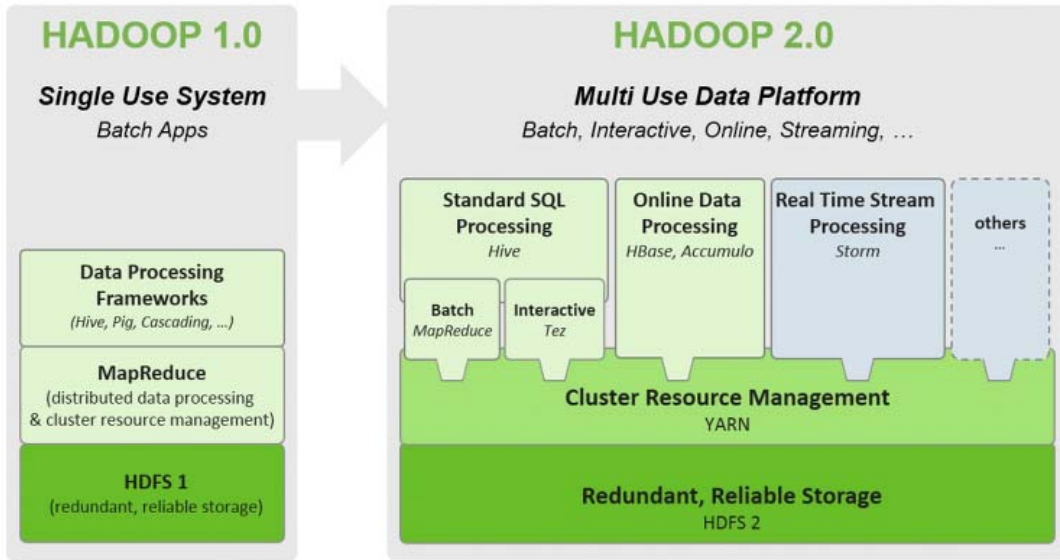 HADOOP 1.0
Single Use System
Batch Apps
Data Processing
Frameworks
(Hive, Pig, Cascading, ...)
MapReduce
(distributed data processing
& cluster resource management)
HDFS 1
(redundant, reliable storage)
HADOOP 2.0
Multi Use Data Platform
Batch, Interactive, Online, Streaming, ...
Standard SQL
Processing
Hive
Batch
MapReduce
Interactive
Tez
Online Data
Processing
HBase, Accumulo
Real Time Stream
Processing
Storm
others
...
Cluster Resource Management
YARN
Redundant, Reliable Storage
HDFS 2